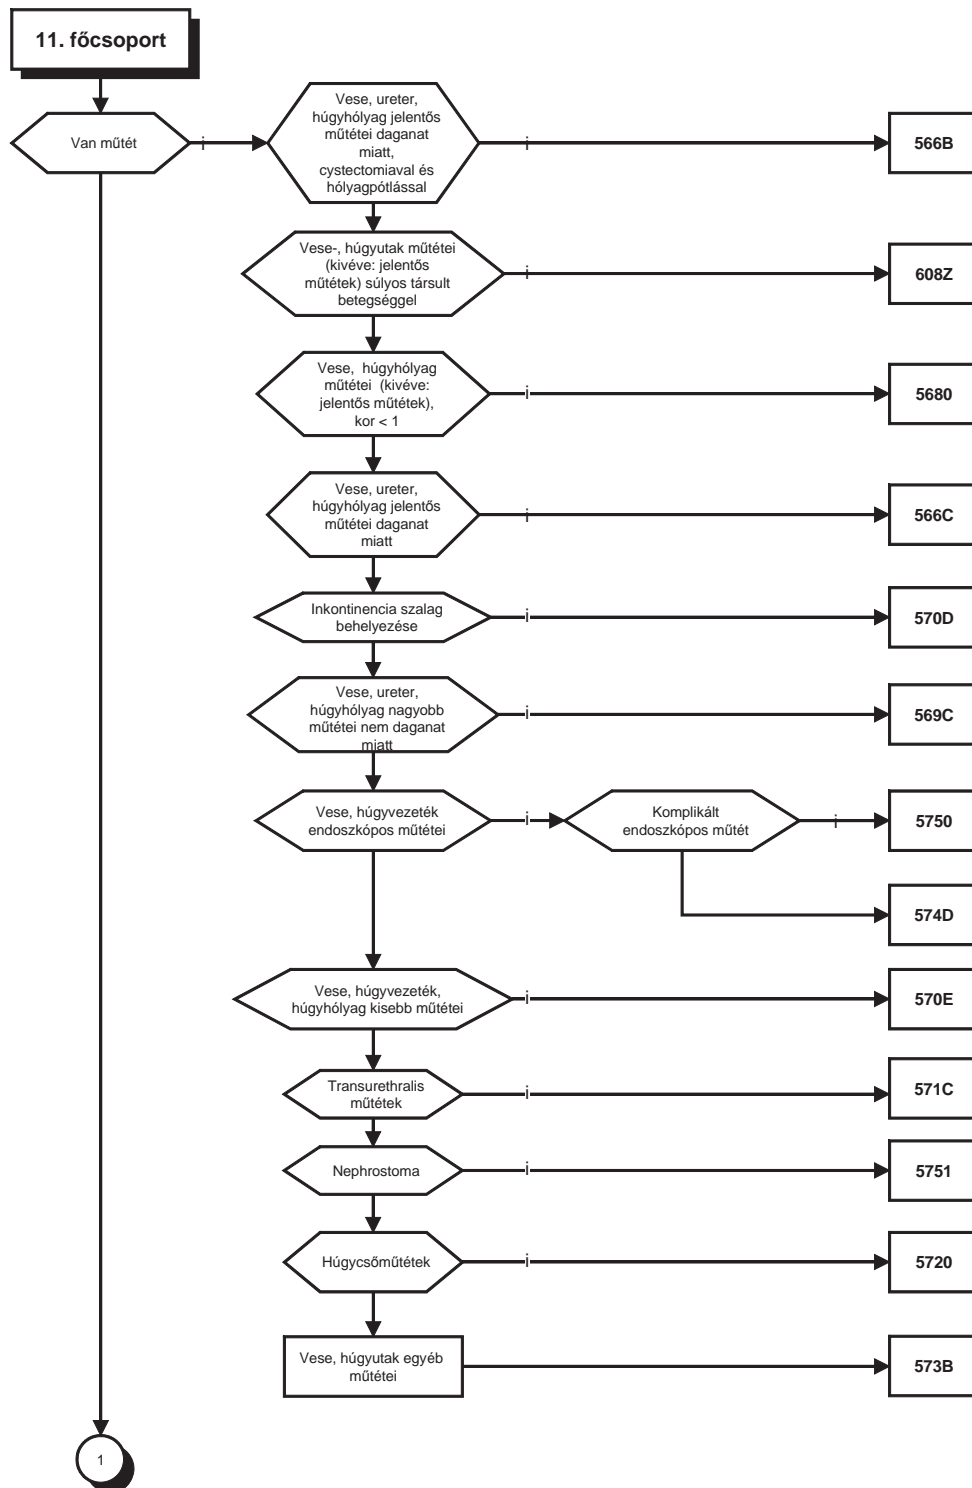 11. főcsoport
Van műtét
i
Vese, ureter,
húgyhólyag jelentős
műtétei daganat
miatt,
cystectomiaval és
hólyagpótlással
i
566B
Vese-, húgyutak műtétei
(kivéve: jelentős
műtétek) súlyos társult
betegséggel
i
608Z
Vese, húgyhólyag
műtétei (kivéve:
jelentős műtétek),
kor < 1
i
5680
Vese, ureter,
húgyhólyag jelentős
műtétei daganat
miatt
i
566C
Inkontinencia szalag
behelyezése
i
570D
Vese, ureter,
húgyhólyag nagyobb
műtétei nem daganat
miatt
i
569C
Vese, húgyvezeték
endoszkópos műtétei
i
Komplikált
endoszkópos műtét
i
5750
574D
Vese, húgyvezeték,
húgyhólyag kisebb műtétei
i
570E
Transurethralis
műtétek
i
571C
Nephrostoma
i
5751
Húgycsőműtétek
i
5720
Vese, húgyutak egyéb
műtétei
573B
1